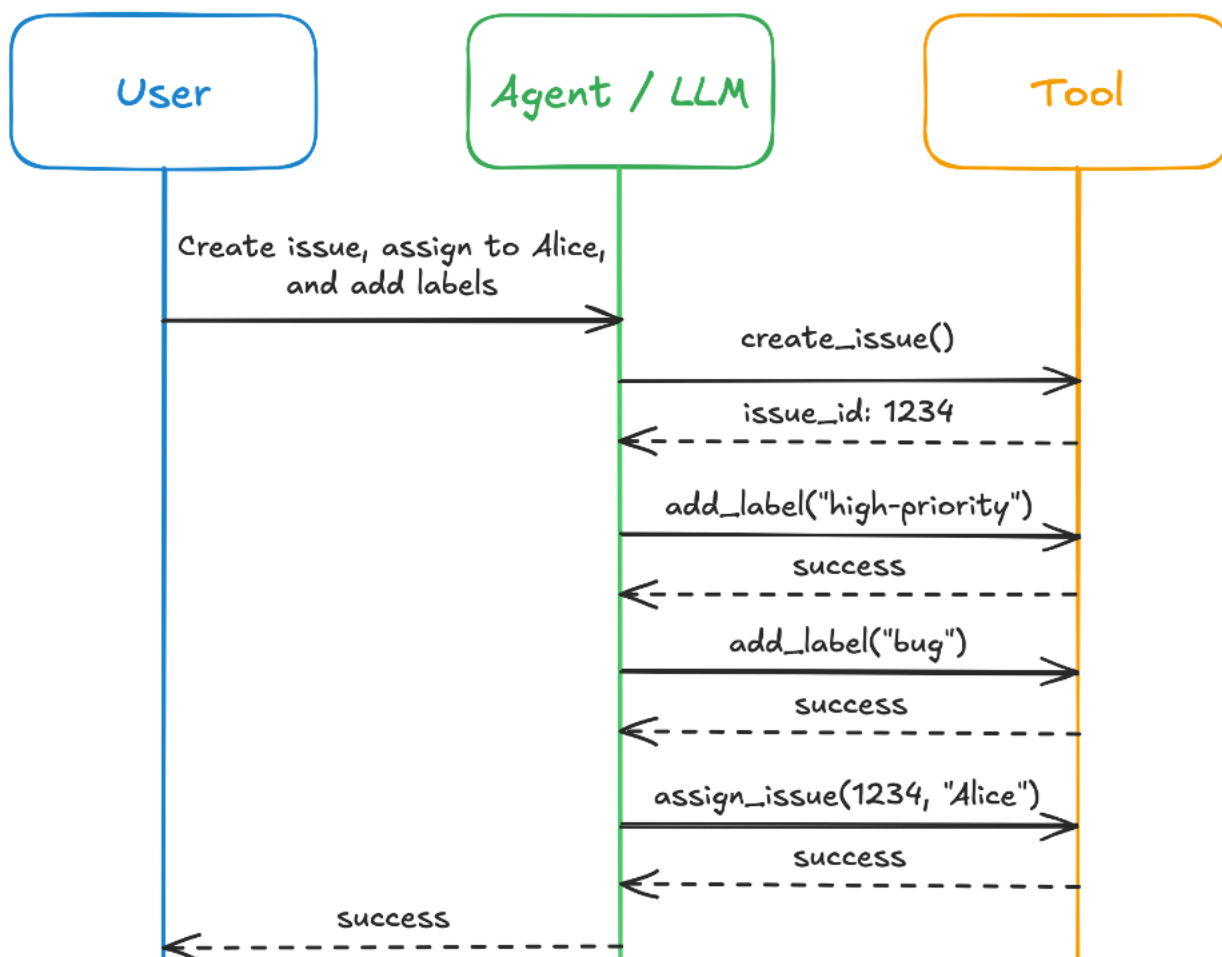 User
Agent / LLM
Tool
Create issue, assign to Alice,
and add labels
create_issue()
issue_id: 1234
add_label("high-priority")
success
add_label("bug")
success
assign_issue(1234, "Alice")
success
success